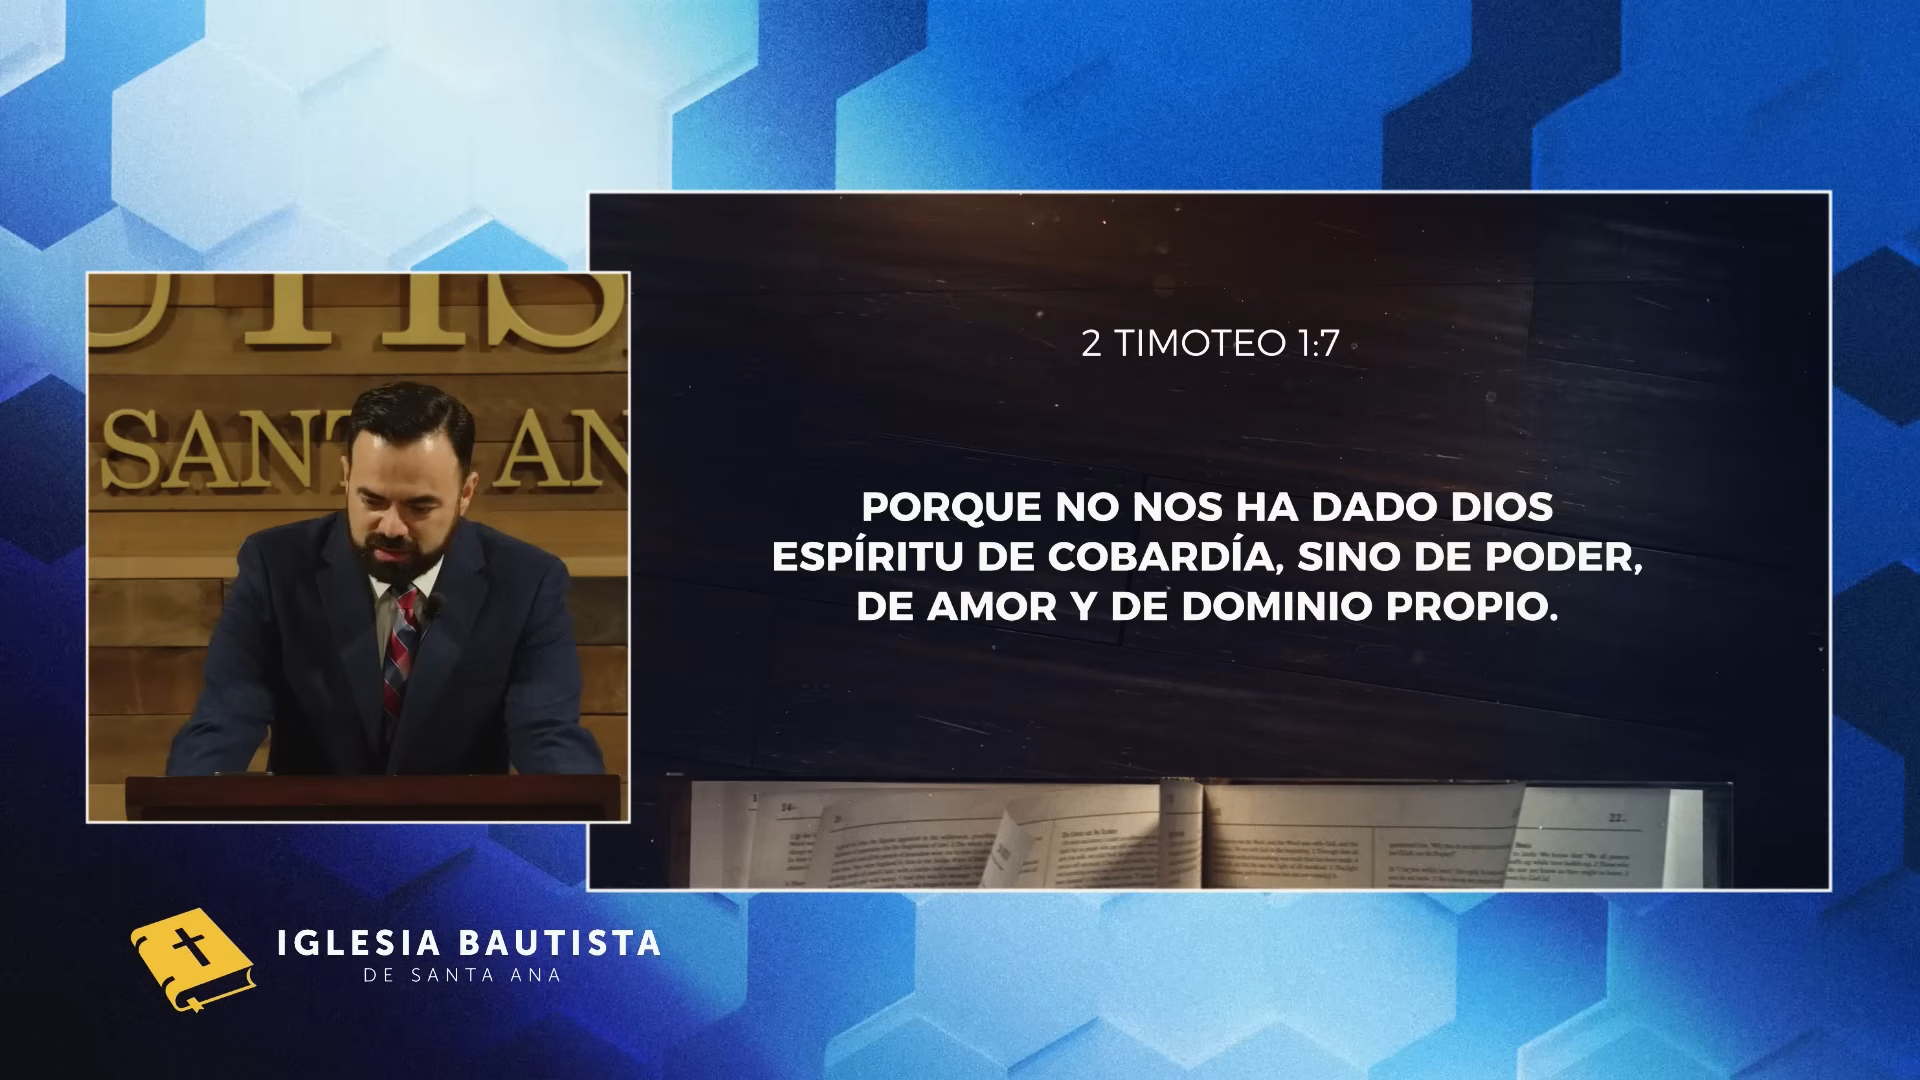 2 TIMOTEO 1:7
PORQUE NO NOS HA DADO DIOS
ESPÍRITU DE COBARDÍA, SINO DE PODER,
DE AMOR Y DE DOMINIO PROPIO.
SANT AN
IGLESIA BAUTISTA
DE SANTA ANA